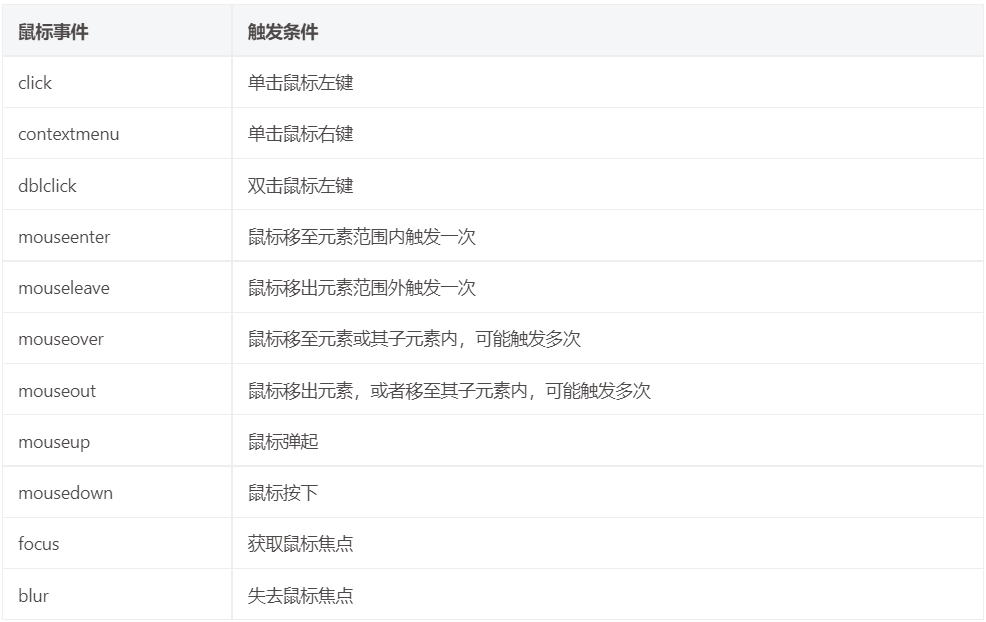 鼠标事件 触发条件
click 单击鼠标左键
contextmenu 单击鼠标右键
dblclick 双击鼠标左键
mouseenter 鼠标移至元素范围内触发一次
mouseleave 鼠标移出元素范围外触发一次
mouseover 鼠标移至元素或其子元素内，可能触发多次
mouseout 鼠标移出元素，或者移至其子元素内，可能触发多次
mouseup 鼠标弹起
mousedown 鼠标按下
focus 获取鼠标焦点
blur 失去鼠标焦点